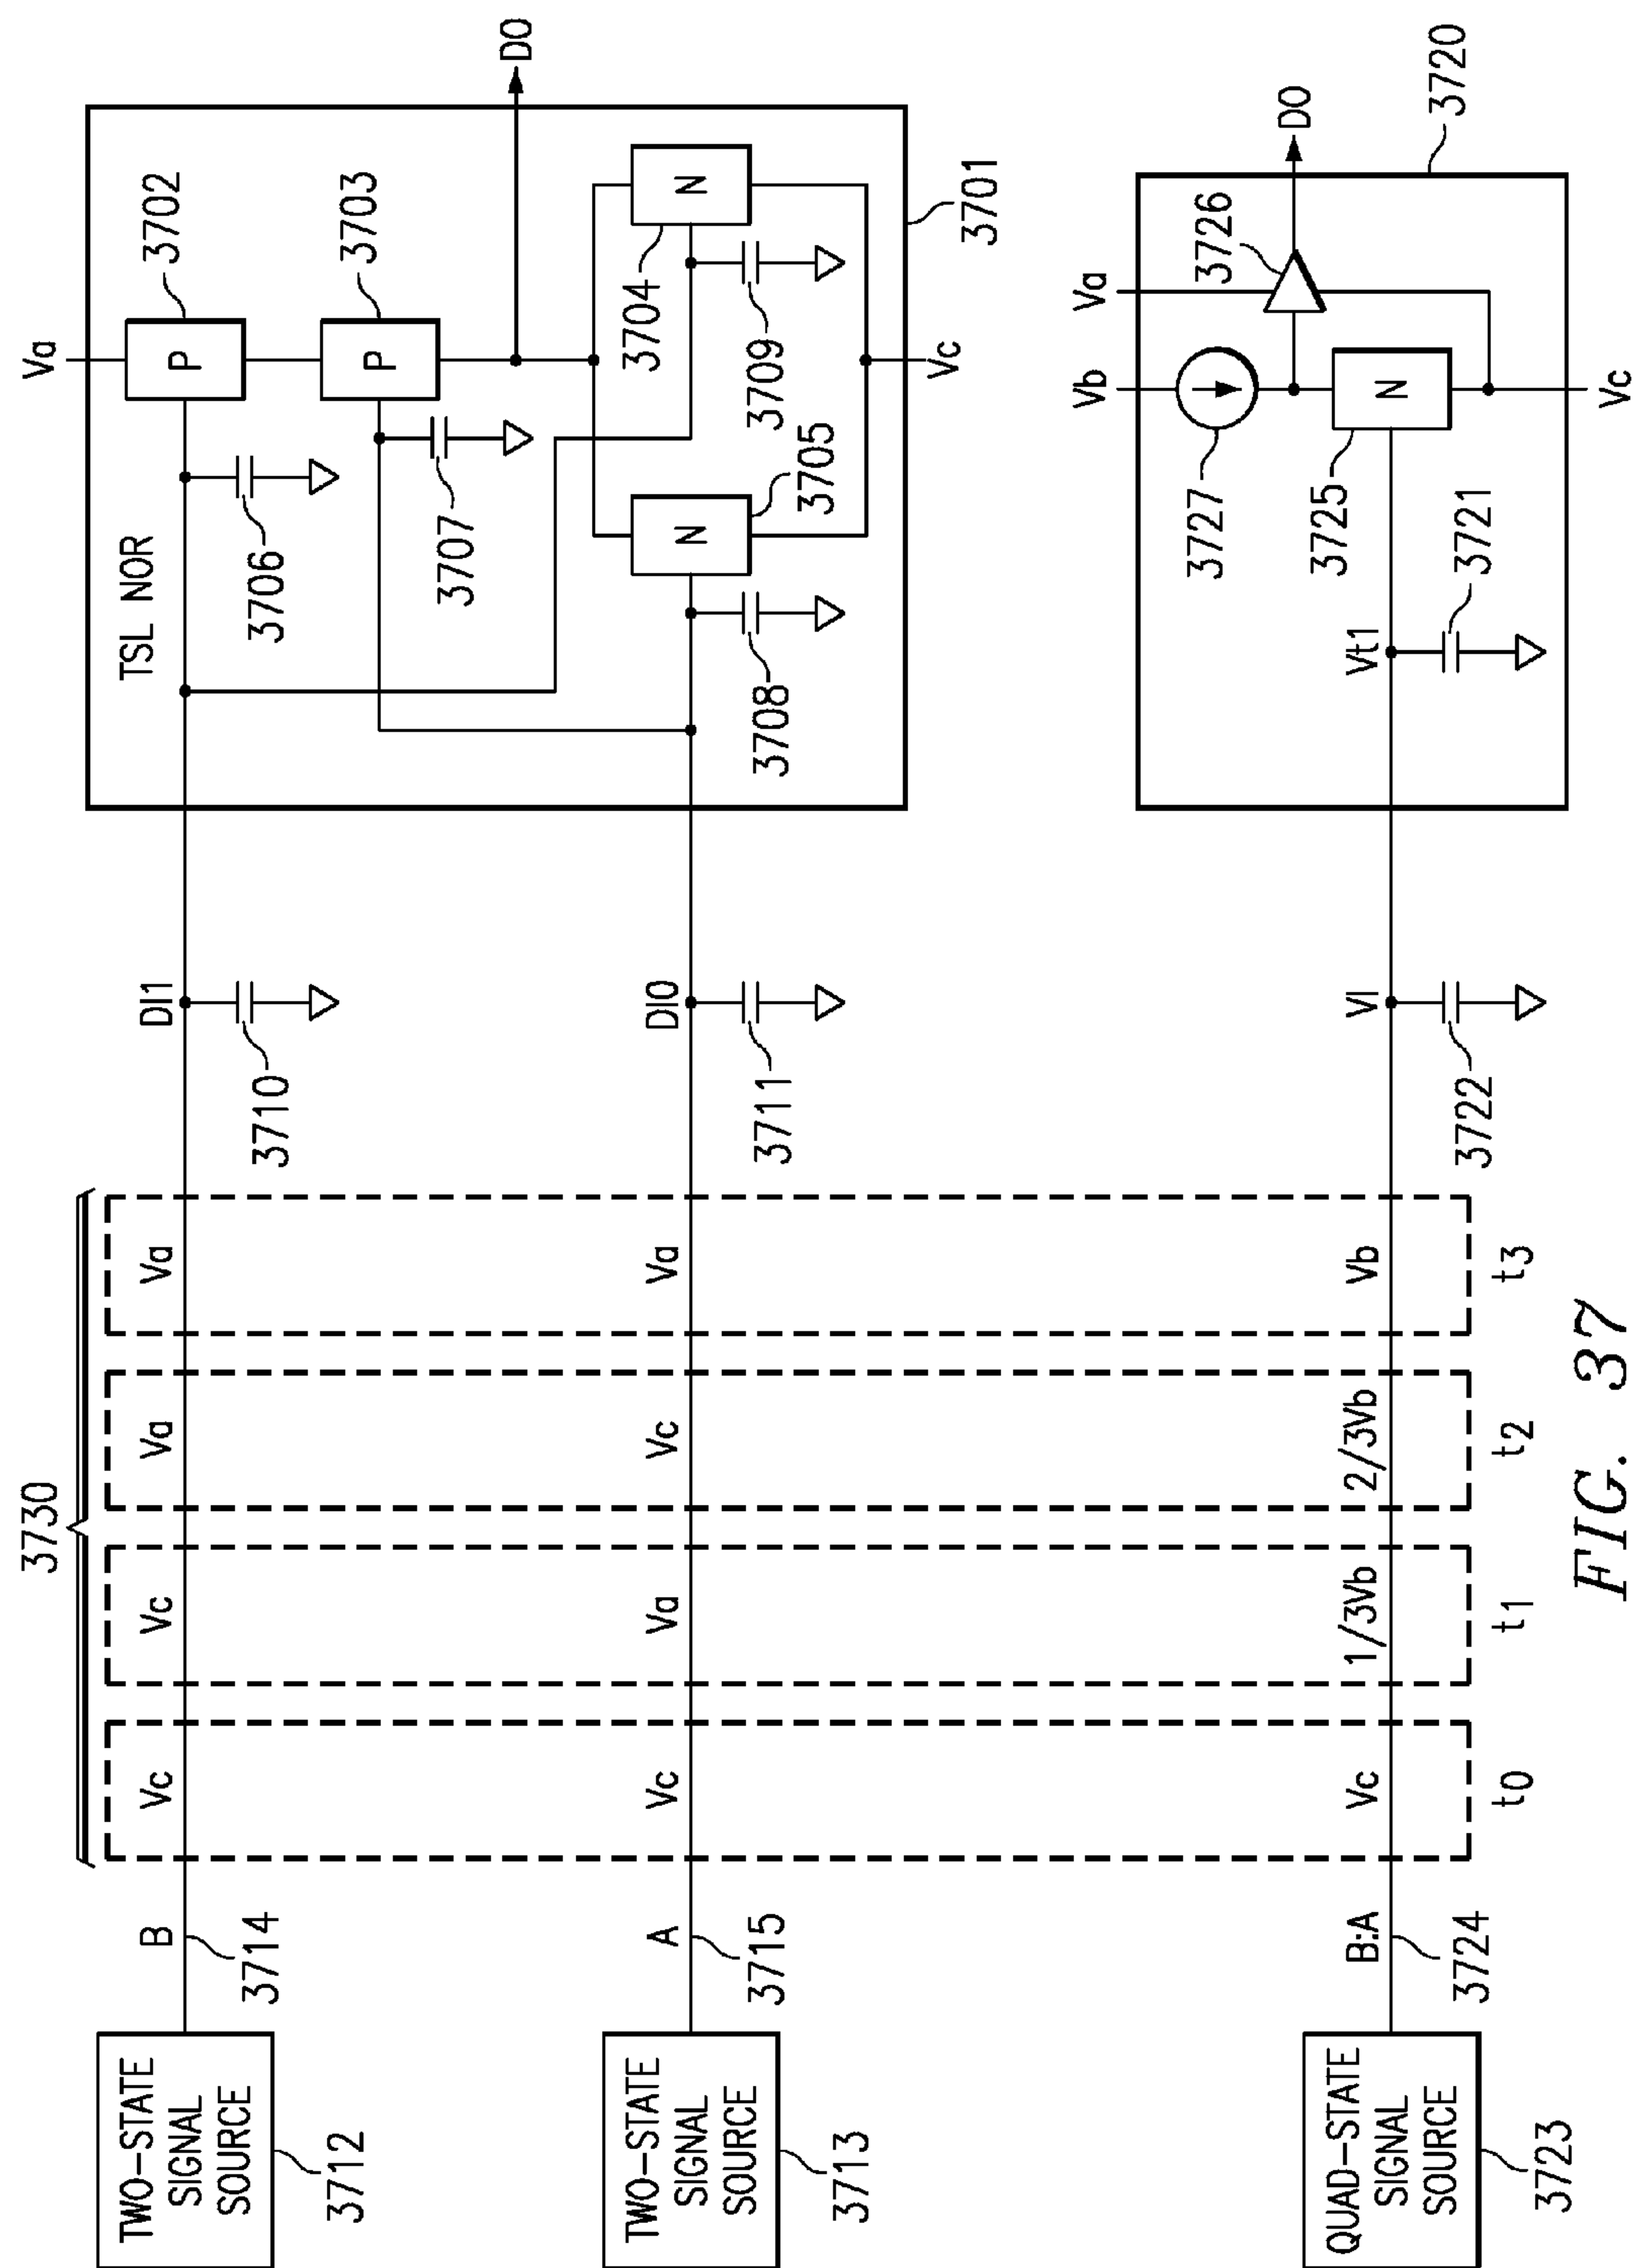 3730
TWO-STATE
SIGNAL
SOURCE
3712
B
3714
Vc
Vc
Va
Va
DI1
3710
TSL NOR
3706
Va
P
3702
P
3703
3707
DO
TWO-STATE
SIGNAL
SOURCE
3713
A
3715
Vc
Va
Vc
Va
DI0
3711
3708
N
3705
N
3704
3709
Vc
3701
QUAD-STATE
SIGNAL
SOURCE
3723
B:A
3724
Vc
1/3Vb
2/3Vb
Vb
VI
3722
Vt1
3721
Vb
3727
Va
3726
N
3725
DO
Vc
3720
t0
t1
t2
t3
FIG. 37